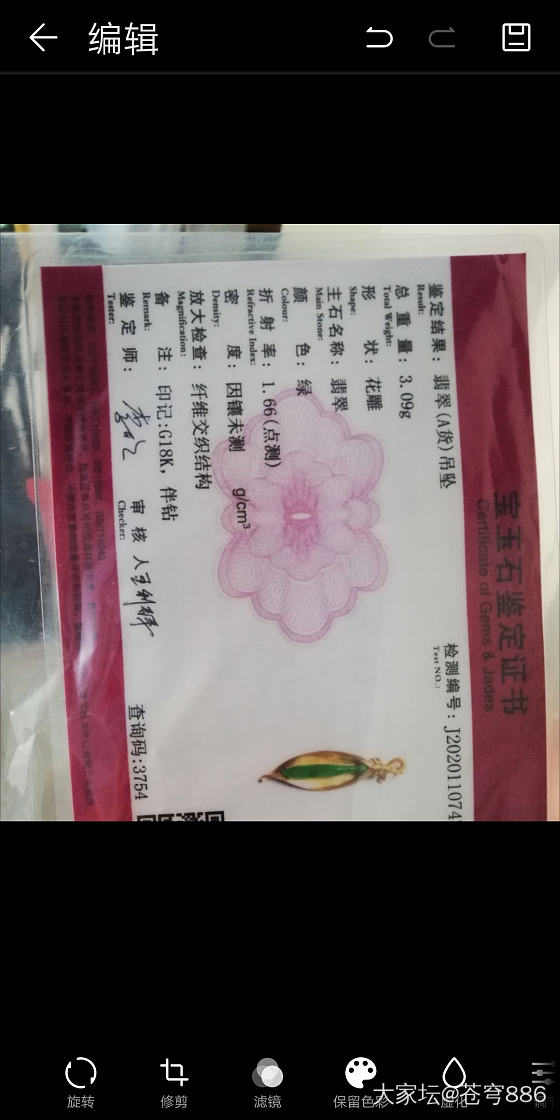 编辑
宝玉石鉴定证书
Certificate of Gems & Jades
检测编号：J202011074
Test NO.:
鉴定结果：翡翠(A货)吊坠
Result:
总重量：3.09g
Total Weight:
形状：花雕
Shape:
主石名称：翡翠
Main Stone:
颜色：绿
Colour:
折射率：1.66(点测)
Refractive Index:
密度：因镶未测 g/cm³
Density:
放大检查：纤维交织结构
Magnification:
备注：印记:G18K，伴钻
Remark:
鉴定师：
Tester:
审核人
Checker:
查询码:3754
旋转
修剪
滤镜
保留色彩
虚化
大家坛@苍穹886